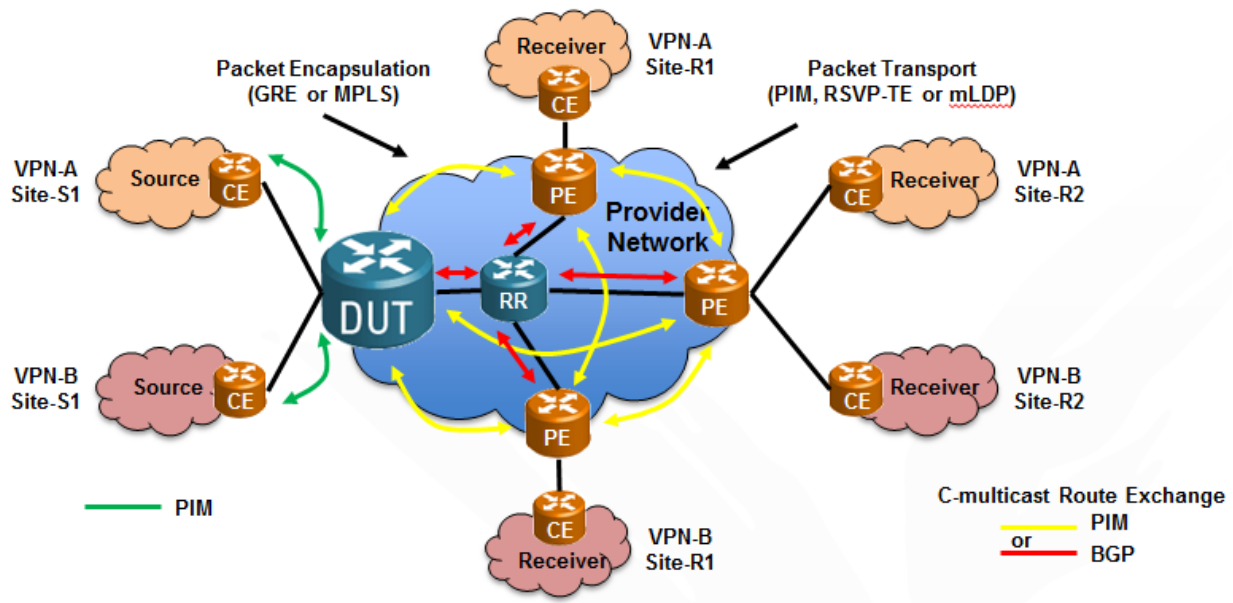 Packet Encapsulation
(GRE or MPLS)
Receiver
CE
VPN-A
Site-R1
Packet Transport
(PIM, RSVP-TE or mLDP)
VPN-A
Site-S1
Source
CE
PE
Provider
Network
CE
Receiver
VPN-A
Site-R2
DUT
RR
PE
VPN-B
Site-S1
Source
CE
PE
CE
Receiver
VPN-B
Site-R2
PIM
CE
Receiver
VPN-B
Site-R1
C-multicast Route Exchange
PIM
or
BGP